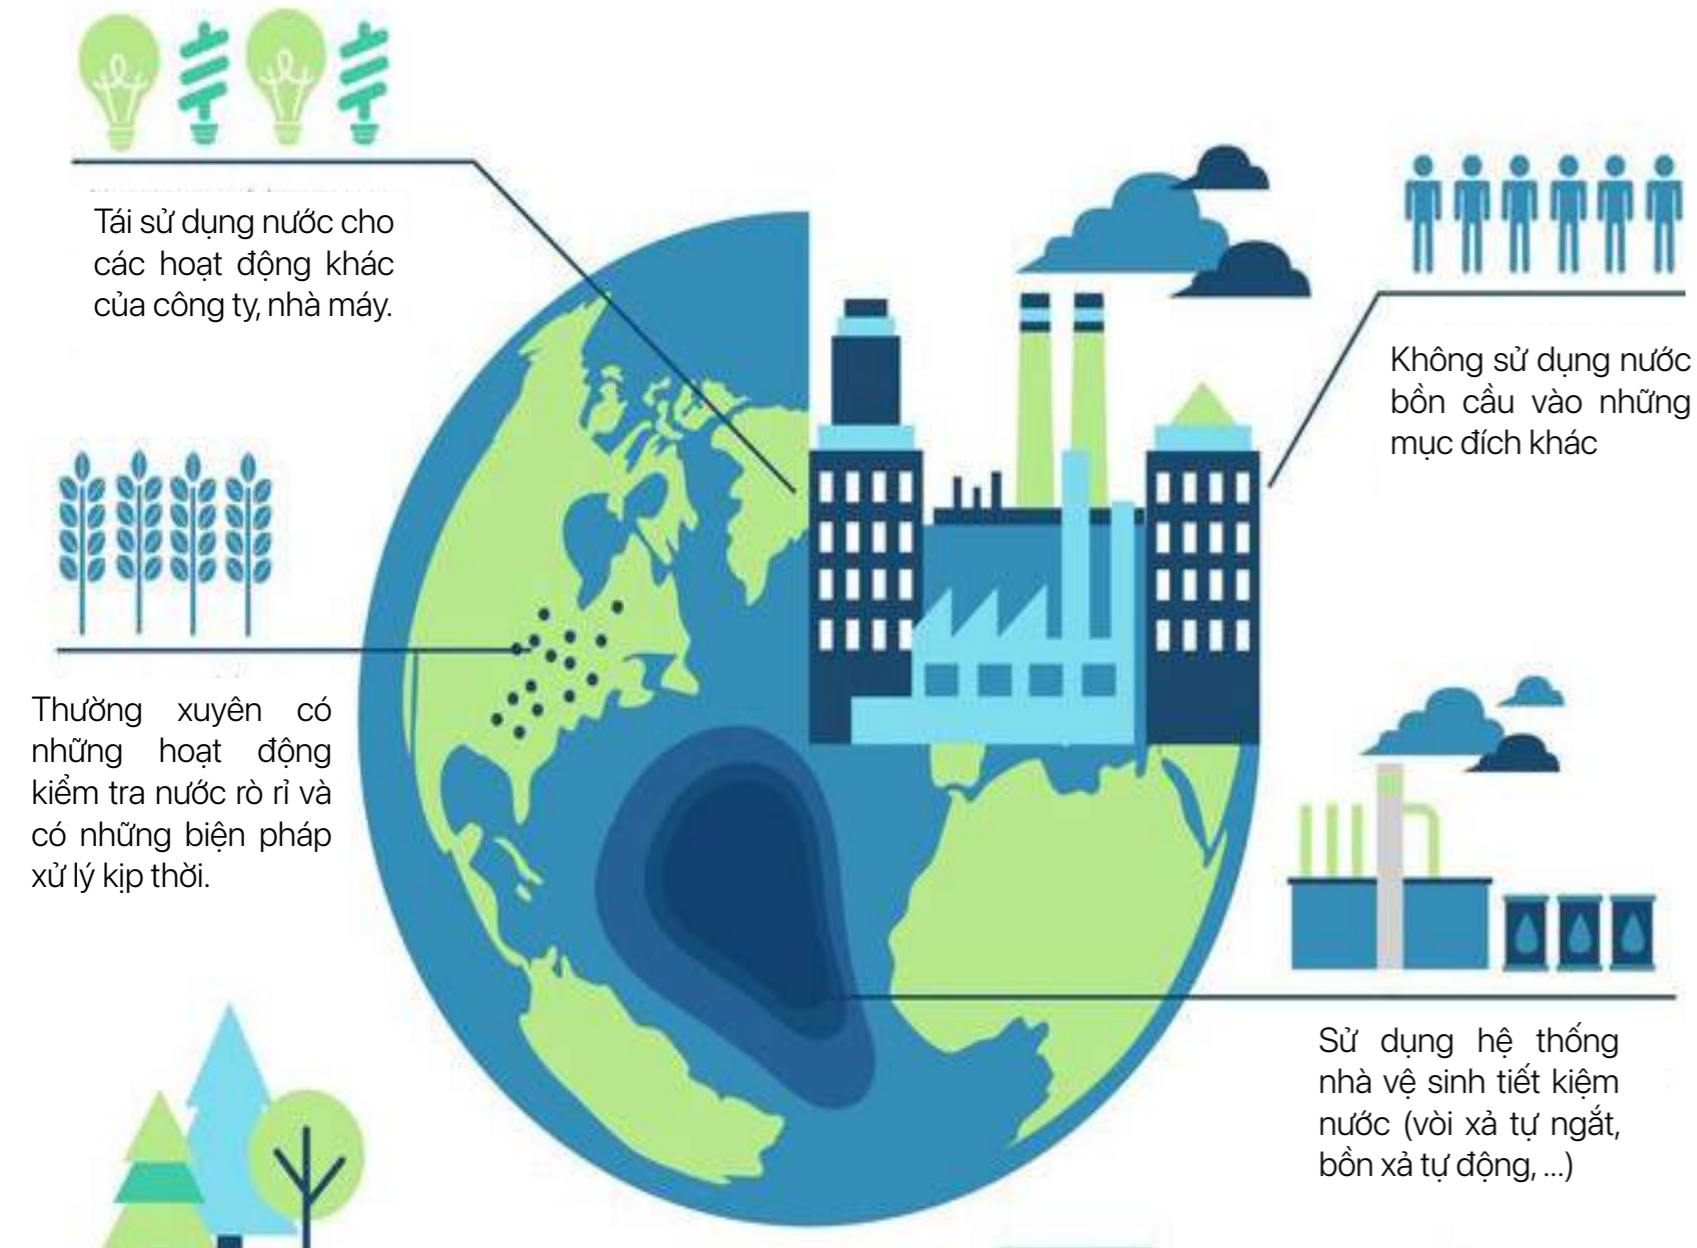 Tái sử dụng nước cho
các hoạt động khác
của công ty, nhà máy.
Không sử dụng nước
bồn cầu vào những
mục đích khác
Thường xuyên có
những hoạt động
kiểm tra nước rò rỉ và
có những biện pháp
xử lý kịp thời.
Sử dụng hệ thống
nhà vệ sinh tiết kiệm
nước (vòi xả tự ngắt,
bồn xả tự động, ...)